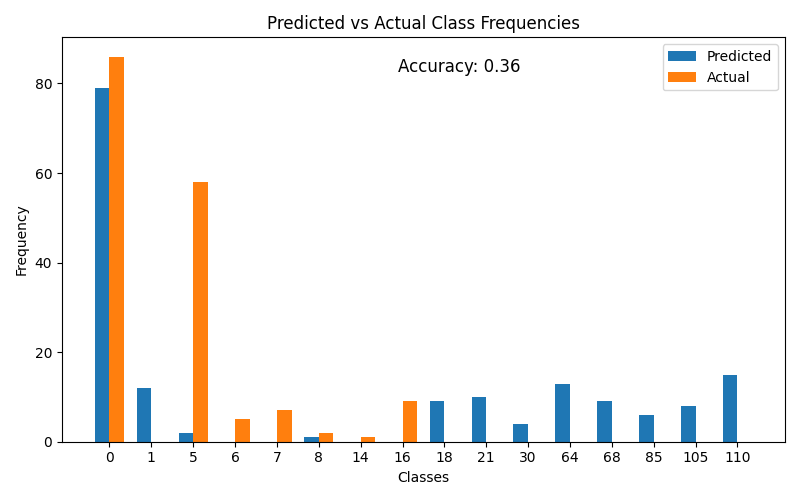 Predicted vs Actual Class Frequencies
Accuracy: 0.36
Predicted
Actual
Frequency
80
60
40
20
0
0 1 5 6 7 8 14 16 18 21 30 64 68 85 105 110
Classes